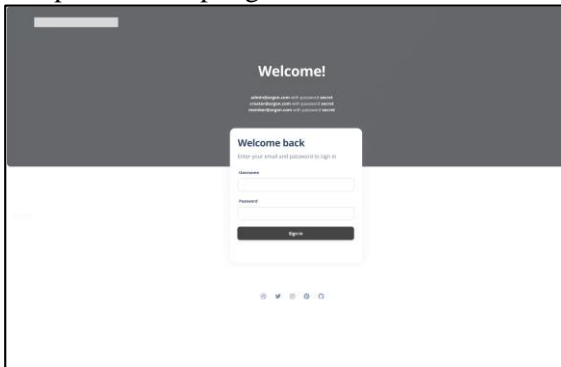 Welcome!
admin@argon.com with password secret
creator@argon.com with password secret
member@argon.com with password secret
Welcome back
Enter your email and password to sign in
Username
Password
Sign in